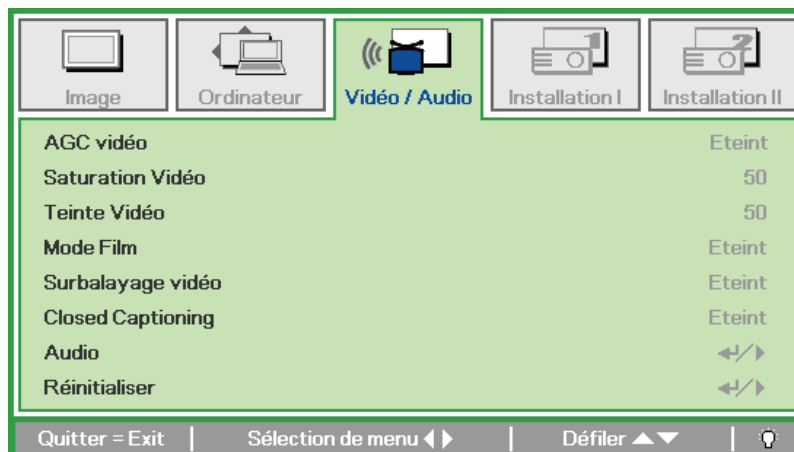 Image Ordinateur Vidéo / Audio Installation I Installation II
AGC vidéo Eteint
Saturation Vidéo 50
Teinte Vidéo 50
Mode Film Eteint
Surbalayage vidéo Eteint
Closed Captioning Eteint
Audio
Réinitialiser
Quitter = Exit Sélection de menu Défiler